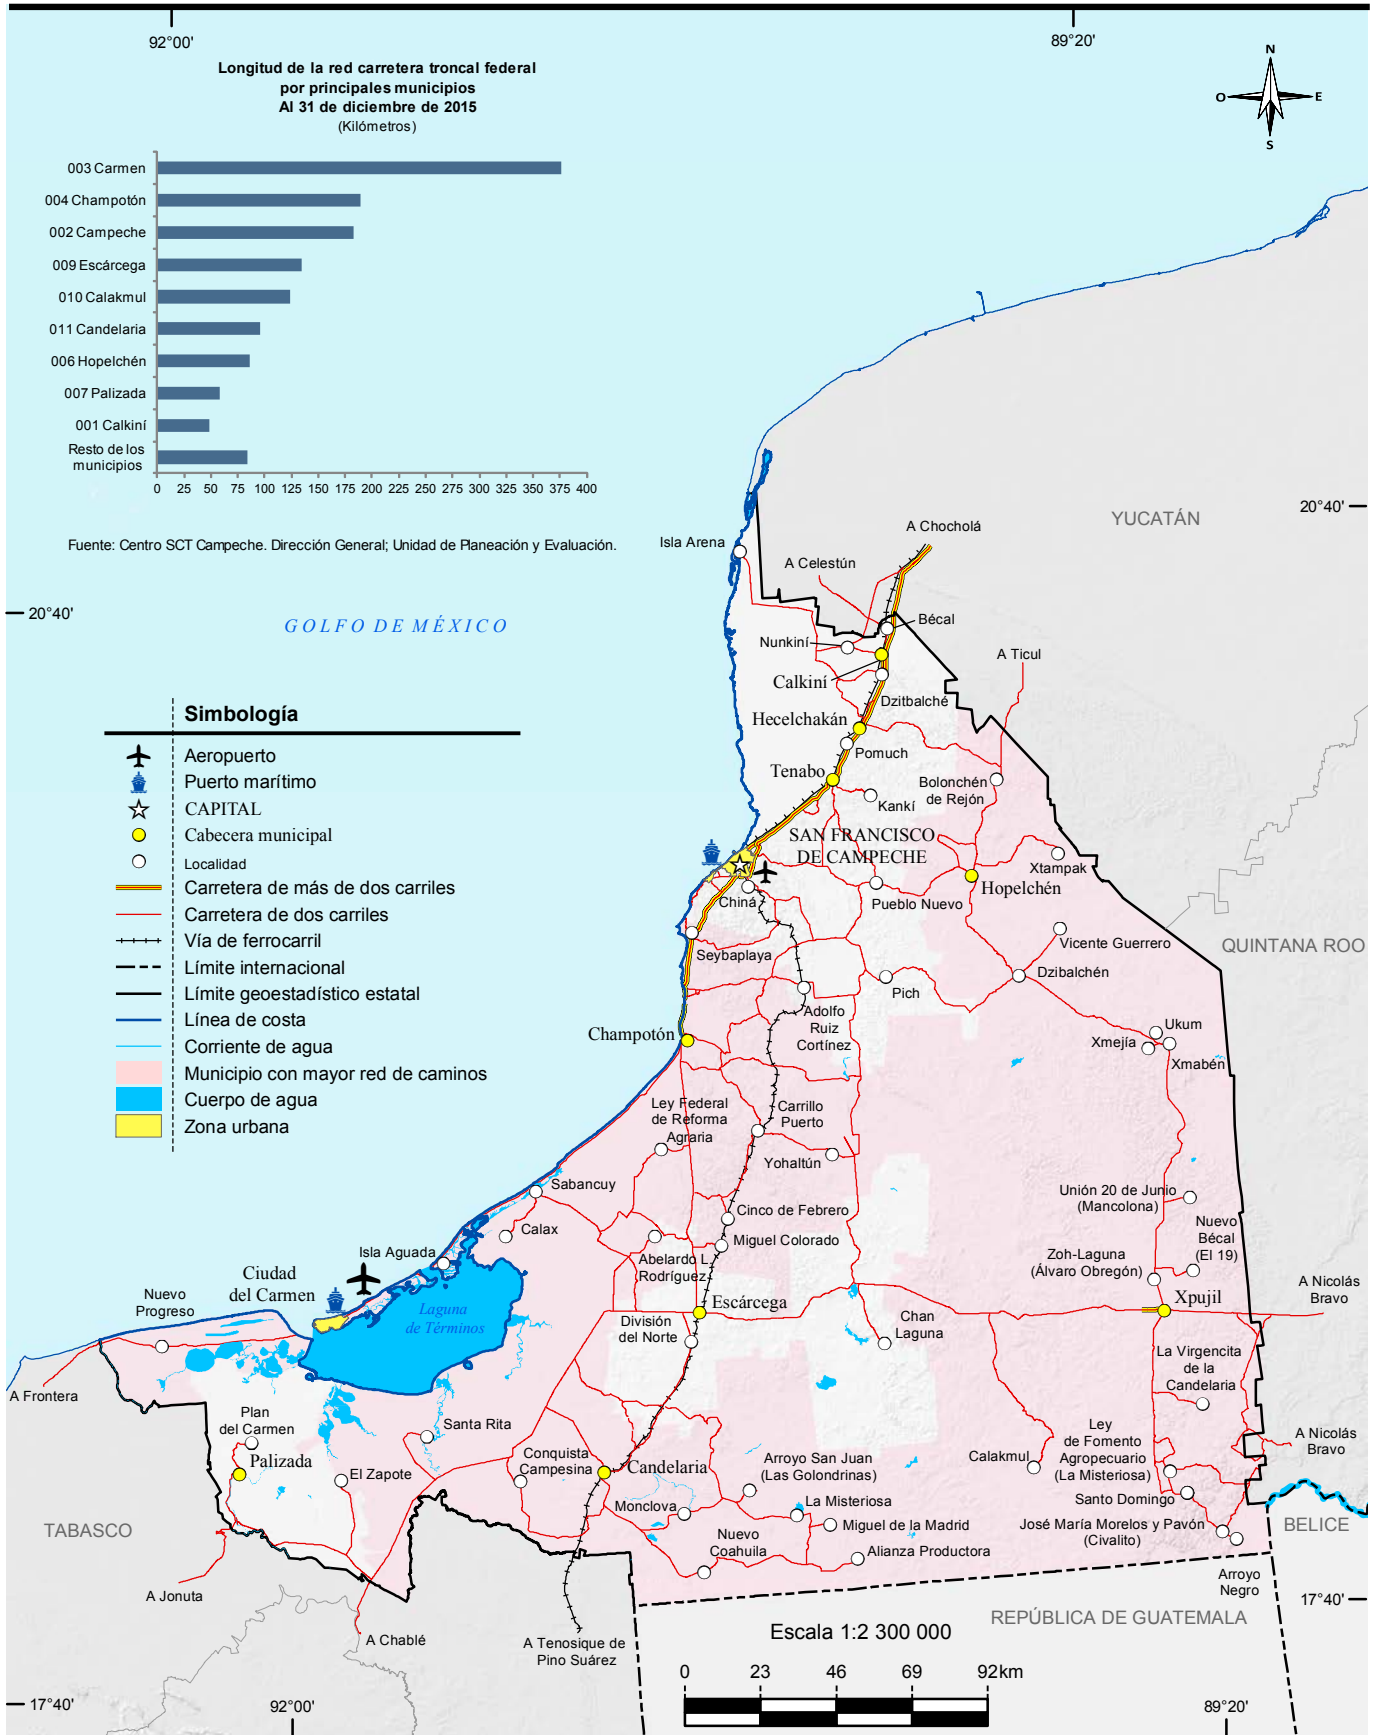 92°00'
89°20'
Longitud de la red carretera troncal federal
por principales municipios
Al 31 de diciembre de 2015
(Kilómetros)
N
O
E
S
003 Carmen
004 Champotón
002 Campeche
009 Escárcega
010 Calakmul
011 Candelaria
006 Hopelchén
007 Palizada
001 Calkiní
Resto de los
municipios
0 25 50 75 100 125 150 175 200 225 250 275 300 325 350 375 400
Fuente: Centro SCT Campeche. Dirección General; Unidad de Planeación y Evaluación.
20°40'
YUCATÁN
A Chocholá
Isla Arena
A Celestún
20°40'
GOLFO DE MÉXICO
Bécal
Nunkiní
A Ticul
Calkiní
Dzitbalché
Hecelchakán
Pomuch
Tenabo
Bolonchén
de Rejón
Kankí
SAN FRANCISCO
DE CAMPECHE
Xtampak
Hopelchén
Chiná
Pueblo Nuevo
Vicente Guerrero
QUINTANA ROO
Seybaplaya
Dzibalchén
Pich
Adolfo
Ruiz
Cortínez
Champotón
Ukum
Xmejía
Xmabén
Simbología
Aeropuerto
Puerto marítimo
CAPITAL
Cabecera municipal
Localidad
Carretera de más de dos carriles
Carretera de dos carriles
Vía de ferrocarril
Límite internacional
Límite geoestadístico estatal
Línea de costa
Corriente de agua
Municipio con mayor red de caminos
Cuerpo de agua
Zona urbana
Ley Federal
de Reforma
Agraria
Carrillo
Puerto
Yohaltún
Sabancuy
Unión 20 de Junio
(Mancolona)
Cinco de Febrero
Calax
Miguel Colorado
Nuevo
Bécal
(El 19)
Isla Aguada
Abelardo L.
Rodríguez
Zoh-Laguna
(Álvaro Obregón)
Ciudad
del Carmen
A Nicolás
Bravo
Nuevo
Progreso
Laguna
de Términos
Escárcega
Xpujil
División
del Norte
Chan
Laguna
La Virgencita
de la
Candelaria
A Frontera
Plan
del Carmen
Santa Rita
Palizada
El Zapote
Conquista
Campesina
Candelaria
Arroyo San Juan
(Las Golondrinas)
Calakmul
Ley
de Fomento
Agropecuario
(La Misteriosa)
A Nicolás
Bravo
Monclova
La Misteriosa
Santo Domingo
Miguel de la Madrid
José María Morelos y Pavón
(Civalito)
BELICE
TABASCO
Nuevo
Coahuila
Alianza Productora
Arroyo
Negro
A Jonuta
17°40'
REPÚBLICA DE GUATEMALA
A Chablé
A Tenosique de
Pino Suárez
Escala 1:2 300 000
0 23 46 69 92km
17°40'
92°00'
89°20'